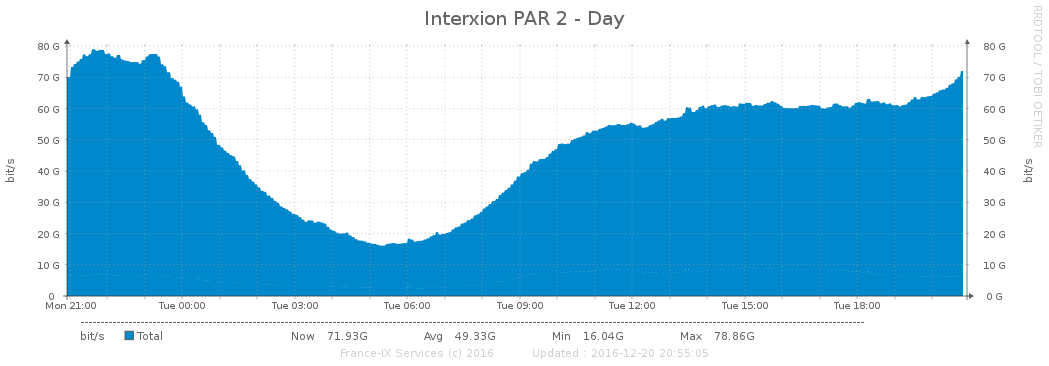 Interxion PAR 2 - Day
RRDTOOL / TOBI OETIKER
80 G 80 G
70 G 70 G
60 G 60 G
50 G 50 G
40 G 40 G
30 G 30 G
20 G 20 G
10 G 10 G
0 0 G
bit/s bit/s
Mon 21:00 Tue 00:00 Tue 03:00 Tue 06:00 Tue 09:00 Tue 12:00 Tue 15:00 Tue 18:00
bit/s Total Now 71.93G Avg 49.33G Min 16.04G Max 78.86G
France-IX Services (c) 2016 Updated : 2016-12-20 20:55:05